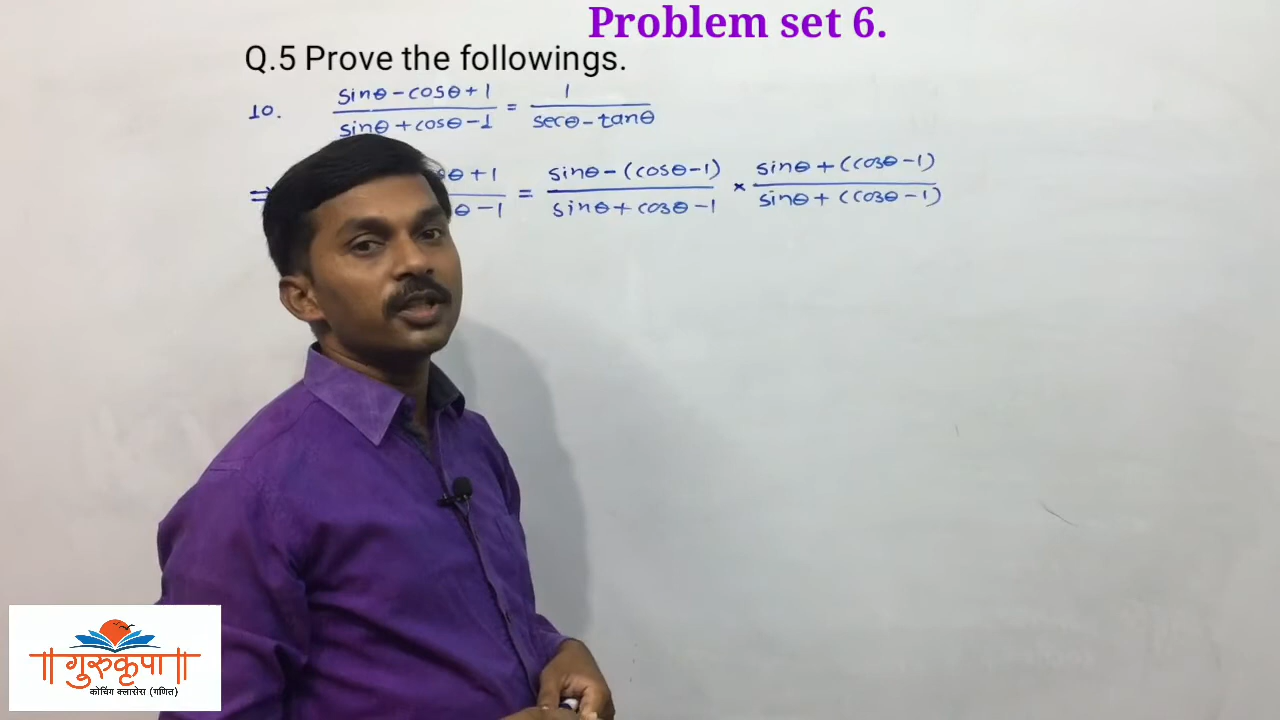 Problem set 6.
Q.5 Prove the followings.
10. sinθ - cosθ + 1 / sinθ + cosθ - 1 = 1 / secθ - tanθ
⇒ sθ + 1 / θ - 1 = sinθ - (cosθ - 1) / sinθ + cosθ - 1 × sinθ + (cosθ - 1) / sinθ + (cosθ - 1)
॥ गुरुकृपा ॥
कोचिंग क्लासेस (गणित)